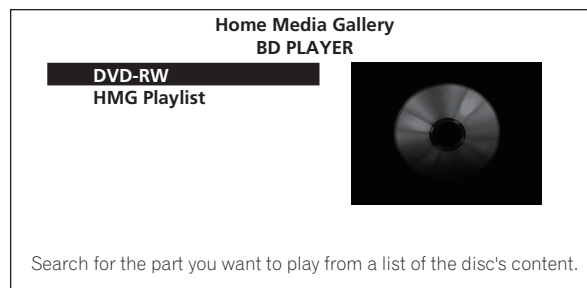 Home Media Gallery
BD PLAYER
DVD-RW
HMG Playlist
Search for the part you want to play from a list of the disc's content.